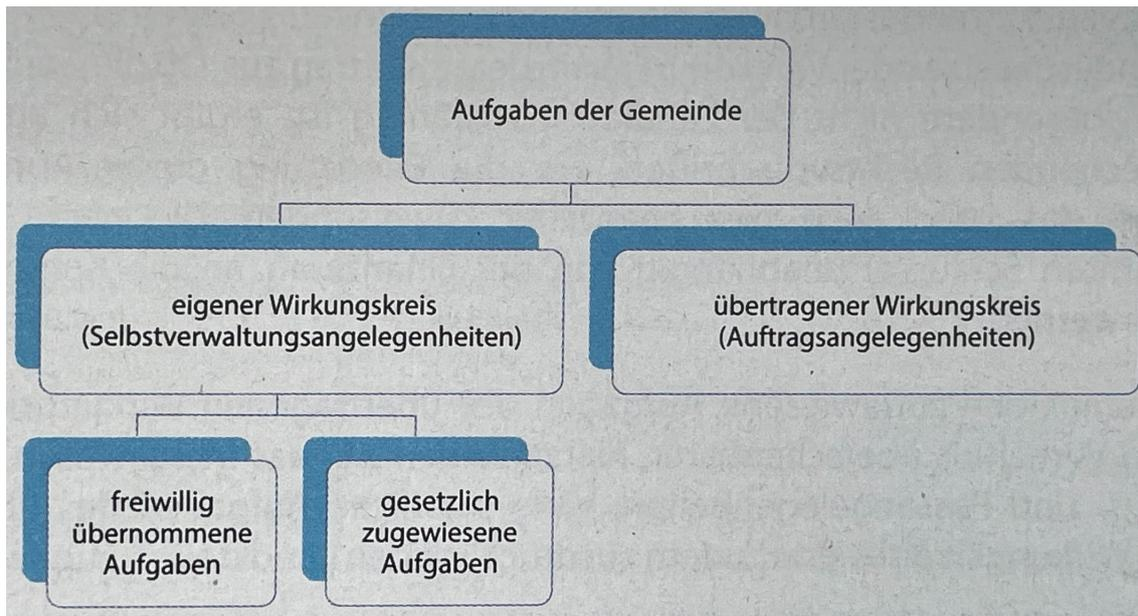 Aufgaben der Gemeinde
eigener Wirkungskreis
(Selbstverwaltungsangelegenheiten)
übertragener Wirkungskreis
(Auftragsangelegenheiten)
freiwillig
übernommene
Aufgaben
gesetzlich
zugewiesene
Aufgaben